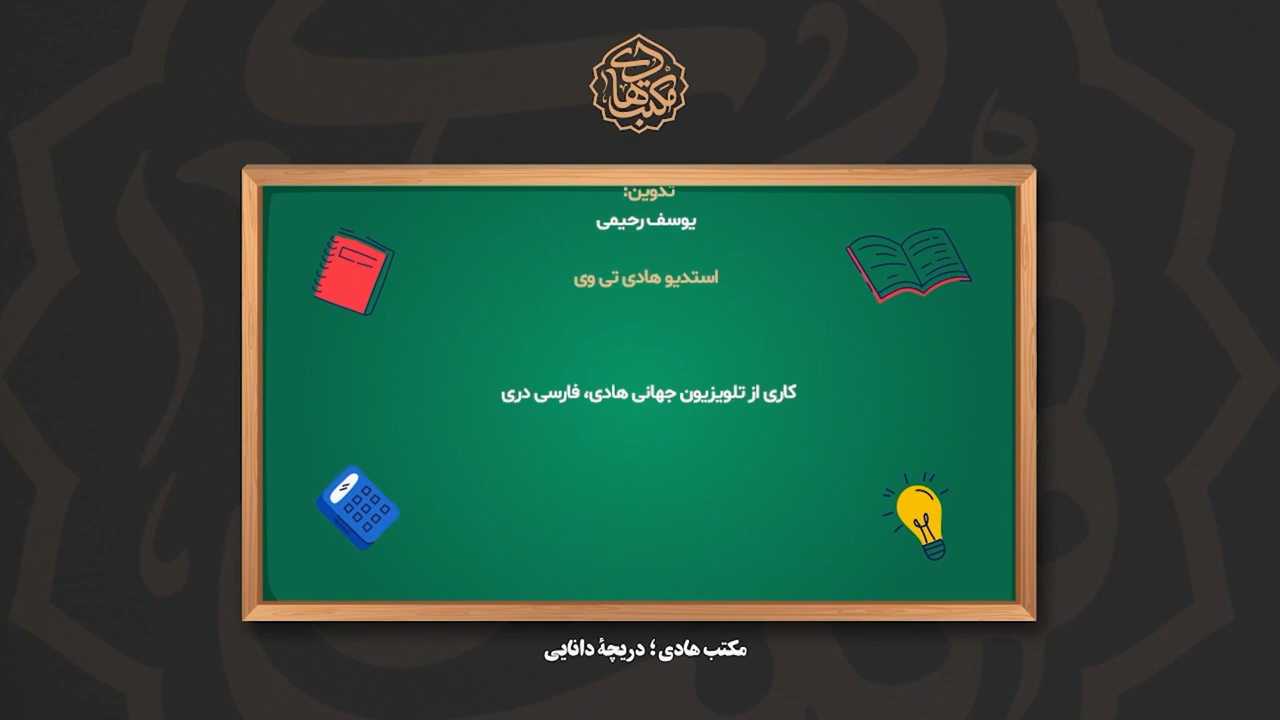 مکتب هادی
تدوین:
یوسف رحیمی
استدیو هادی تی وی
کاری از تلویزیون جهانی هادی، فارسی دری
مکتب هادی؛ دریچهٔ دانایی